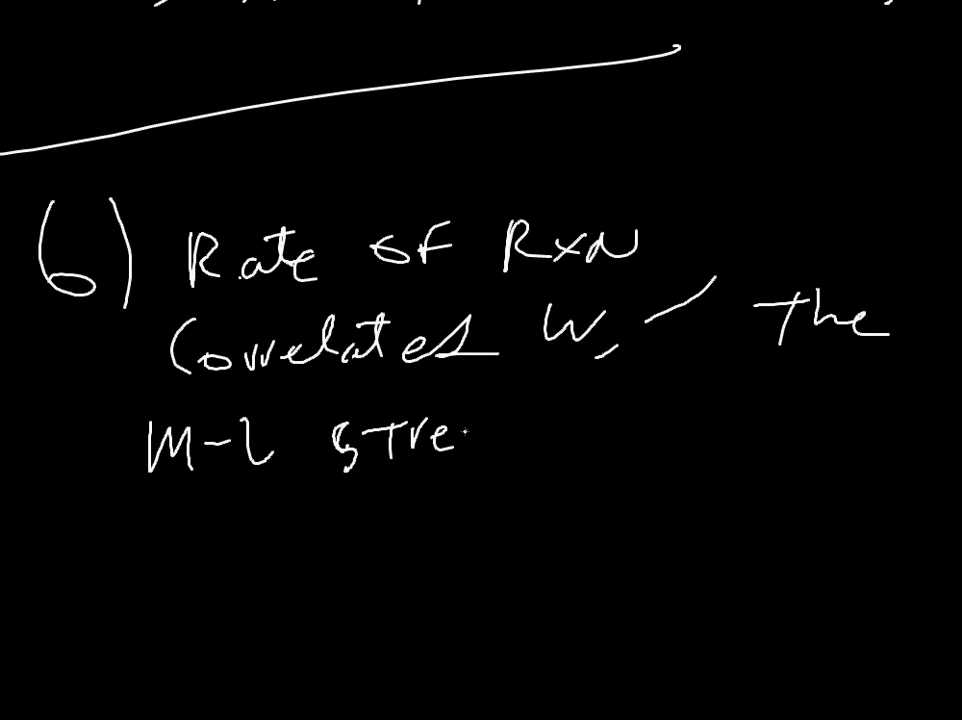 6) Rate of Rxn
Correlates w/ the
M-L stre